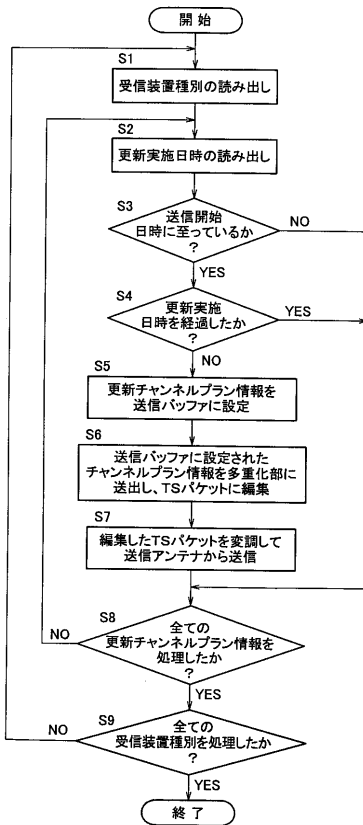 開始
S1
受信装置種別の読み出し
S2
更新実施日時の読み出し
S3
送信開始
日時に至っているか
?
NO
YES
S4
更新実施
日時を経過したか
?
YES
NO
S5
更新チャンネルプラン情報を
送信バッファに設定
S6
送信バッファに設定された
チャンネルプラン情報を多重化部に
送出し、TSパケットに編集
S7
編集したTSパケットを変調して
送信アンテナから送信
S8
全ての
更新チャンネルプラン情報を
処理したか
?
NO
YES
S9
全ての
受信装置種別を処理したか
?
NO
YES
終了